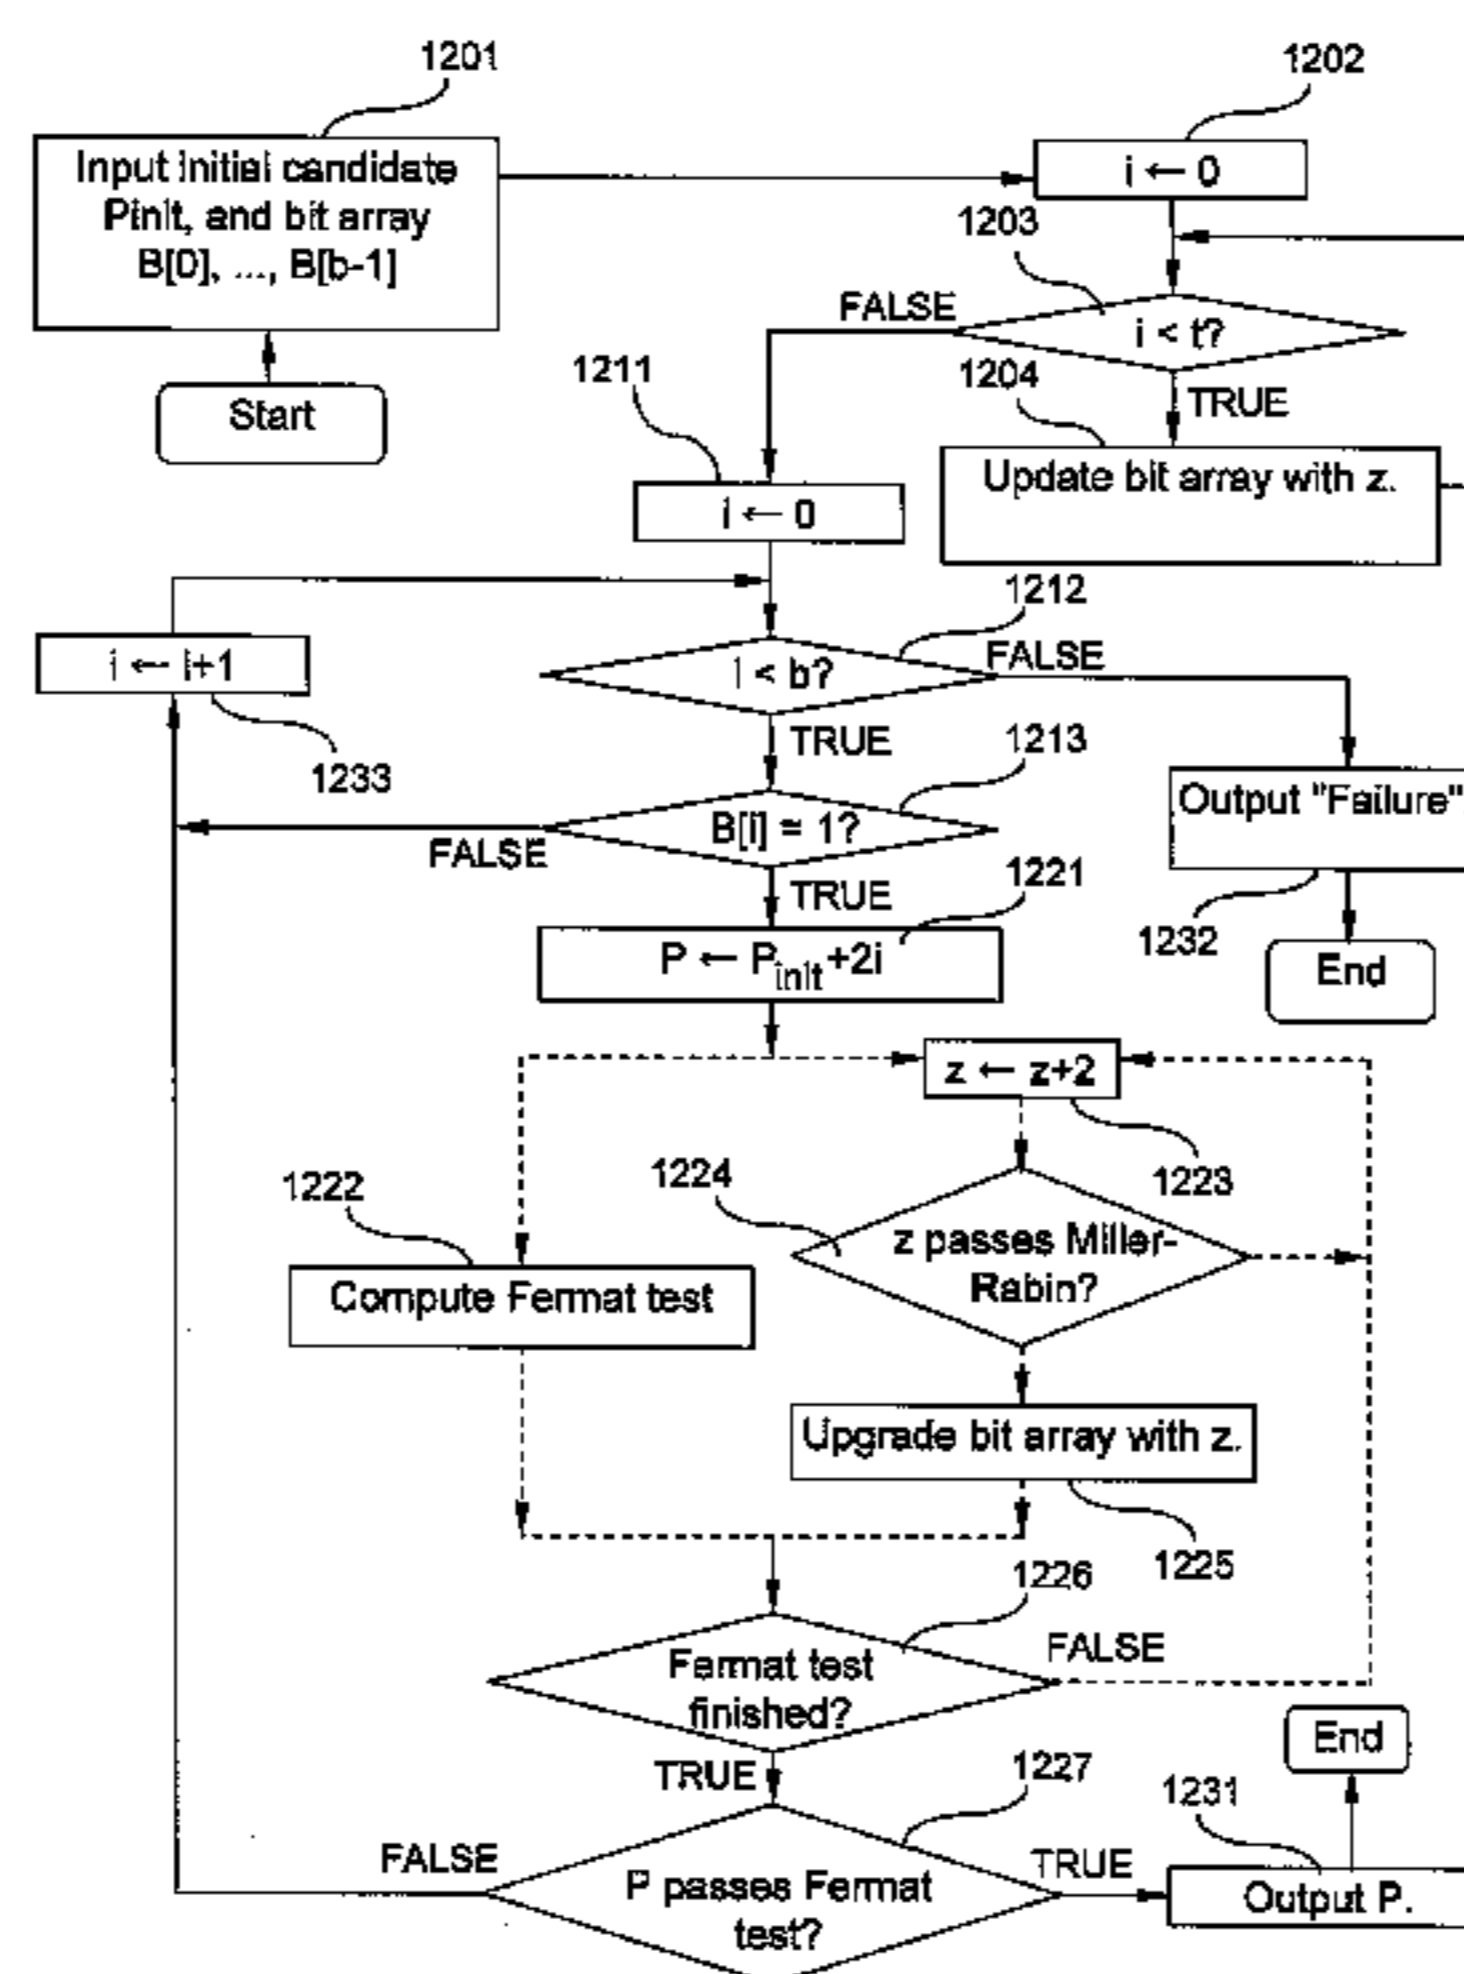 1201
Input initial candidate
Pinit, and bit array
B[0], ..., B[b-1]
Start
1202
i ← 0
1203
i < t?
FALSE
TRUE
1204
Update bit array with z.
1211
i ← 0
1212
i < b?
FALSE
TRUE
i ← i+1
1233
1213
B[i] = 1?
FALSE
TRUE
Output "Failure".
1232
End
1221
P ← Pinit+2i
z ← z+2
1223
1222
Compute Fermat test
1224
z passes Miller-
Rabin?
Upgrade bit array with z.
1225
1226
Fermat test
finished?
FALSE
TRUE
1227
P passes Fermat
test?
FALSE
TRUE
1231
Output P.
End